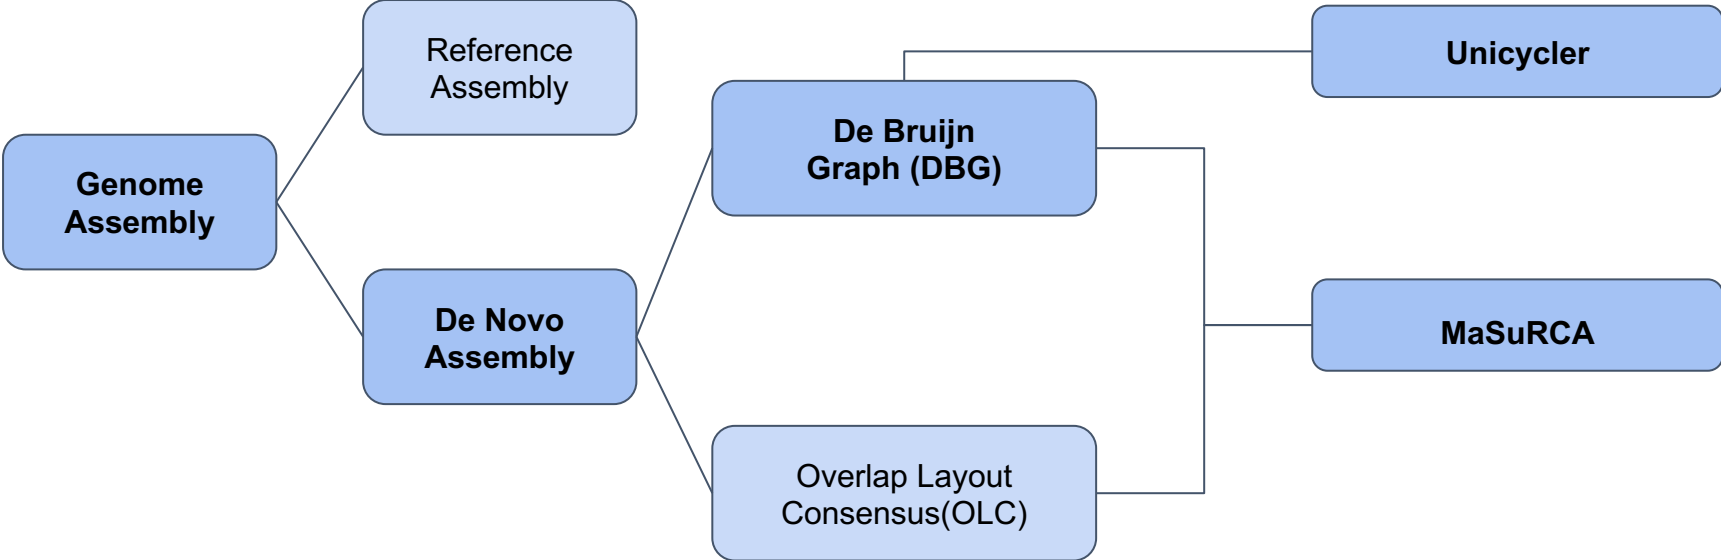 Reference
Assembly
Unicycler
De Bruijn
Graph (DBG)
Genome
Assembly
De Novo
Assembly
MaSuRCA
Overlap Layout
Consensus(OLC)